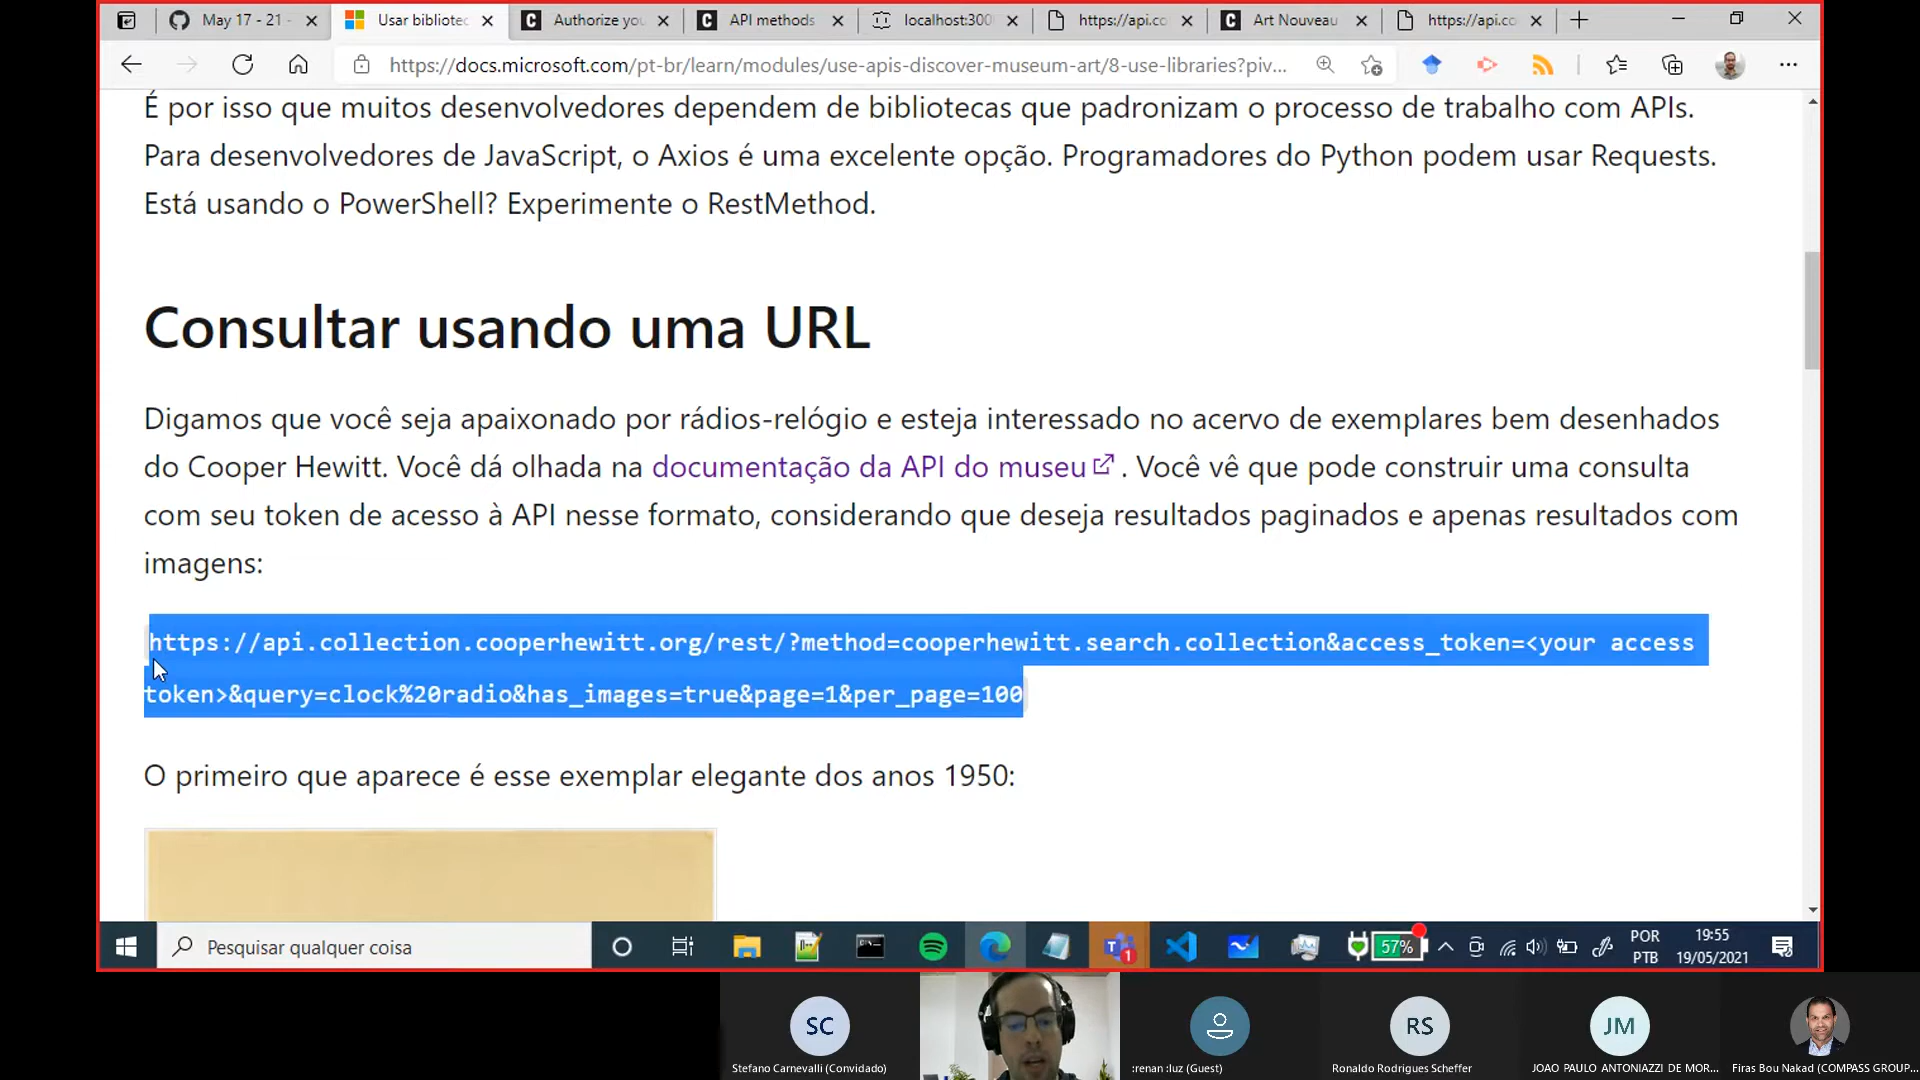 May 17 - 21 -
Usar bibliotec
Authorize you
API methods
localhost:300
https://api.co
Art Nouveau
https://api.co
https://docs.microsoft.com/pt-br/learn/modules/use-apis-discover-museum-art/8-use-libraries?piv...
É por isso que muitos desenvolvedores dependem de bibliotecas que padronizam o processo de trabalho com APIs.
Para desenvolvedores de JavaScript, o Axios é uma excelente opção. Programadores do Python podem usar Requests.
Está usando o PowerShell? Experimente o RestMethod.
Consultar usando uma URL
Digamos que você seja apaixonado por rádios-relógio e esteja interessado no acervo de exemplares bem desenhados
do Cooper Hewitt. Você dá olhada na documentação da API do museu. Você vê que pode construir uma consulta
com seu token de acesso à API nesse formato, considerando que deseja resultados paginados e apenas resultados com
imagens:
https://api.collection.cooperhewitt.org/rest/?method=cooperhewitt.search.collection&access_token=<your access
token>&query=clock%20radio&has_images=true&page=1&per_page=100
O primeiro que aparece é esse exemplar elegante dos anos 1950:
Pesquisar qualquer coisa
1
57%
POR
PTB
19:55
19/05/2021
SC
RS
JM
Stefano Carnevalli (Convidado)
:renan :luz (Guest)
Ronaldo Rodrigues Scheffer
JOAO PAULO ANTONIAZZI DE MOR...
Firas Bou Nakad (COMPASS GROUP...